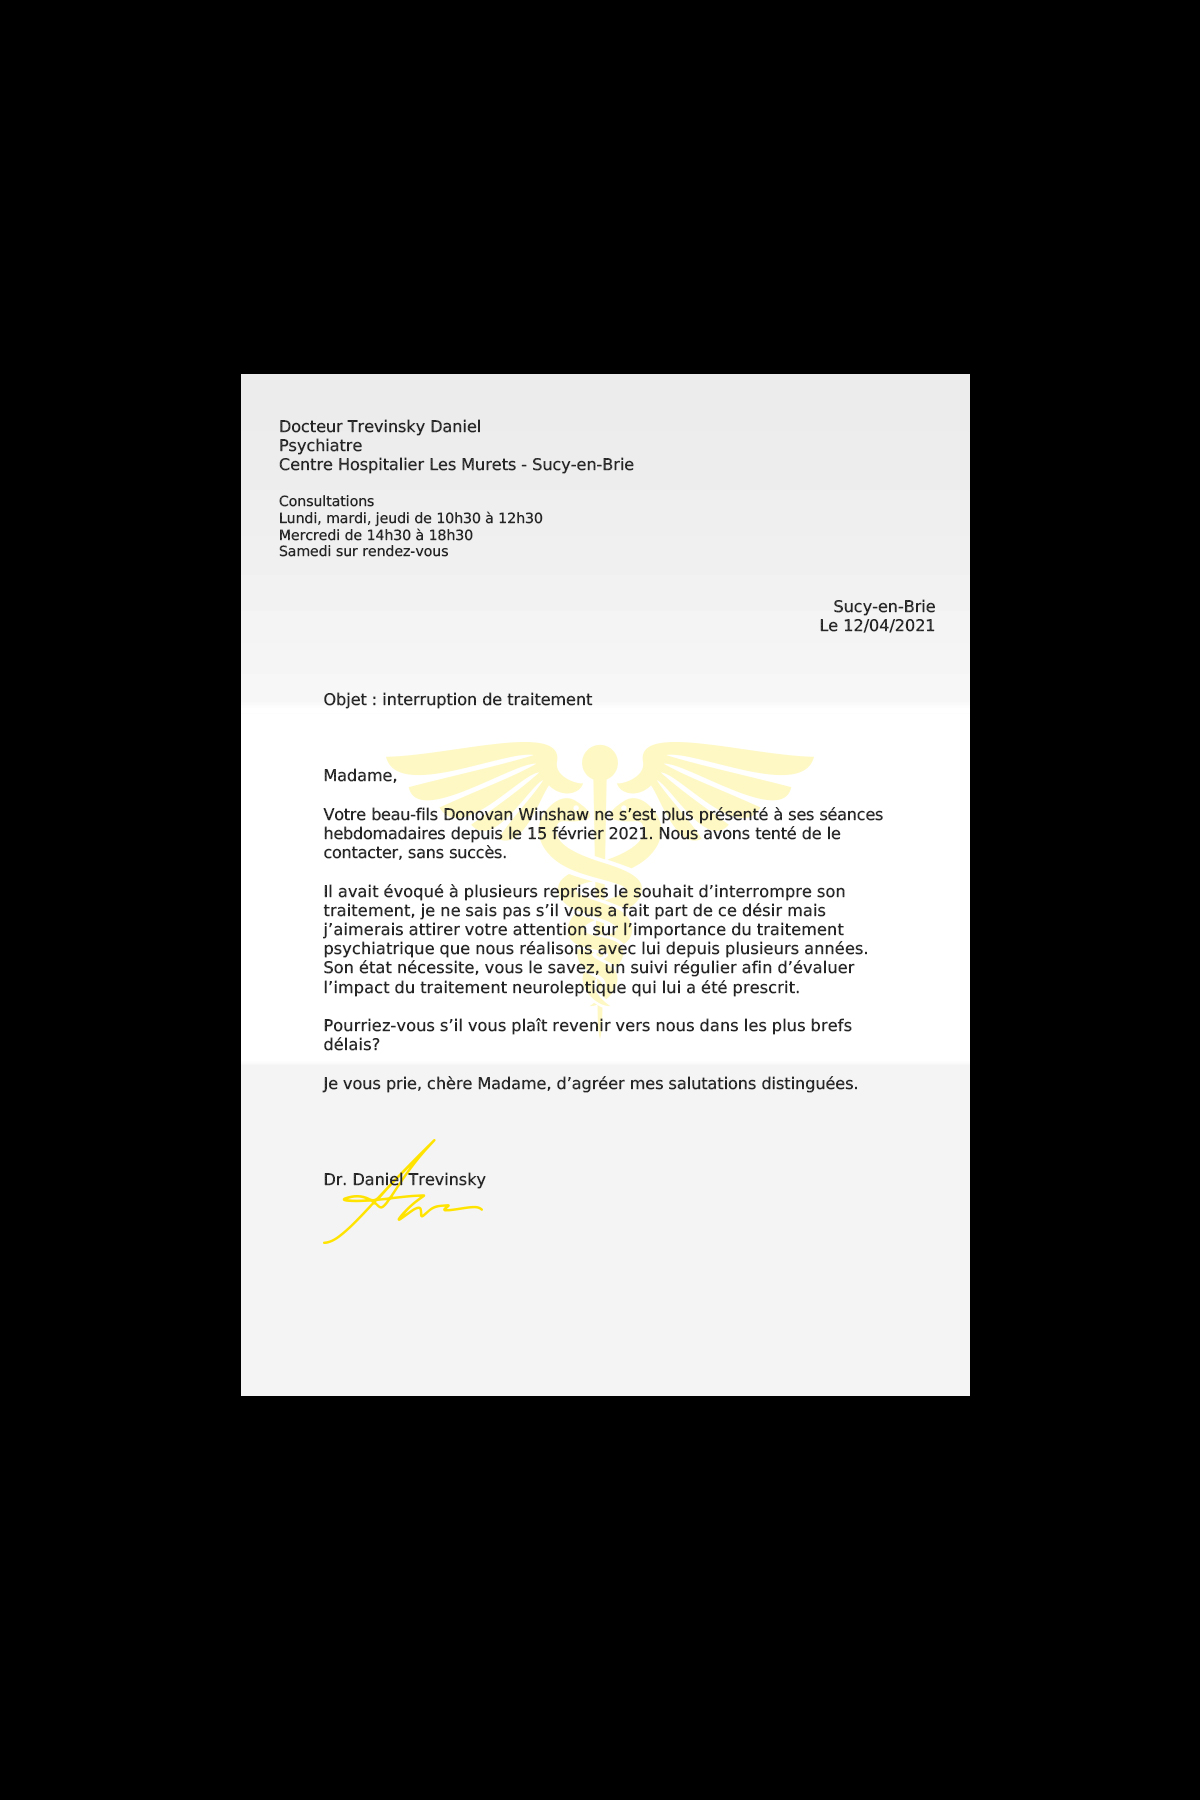 Docteur Trevinsky Daniel
Psychiatre
Centre Hospitalier Les Murets - Sucy-en-Brie
Consultations
Lundi, mardi, jeudi de 10h30 à 12h30
Mercredi de 14h30 à 18h30
Samedi sur rendez-vous
Sucy-en-Brie
Le 12/04/2021
Objet : interruption de traitement
Madame,
Votre beau-fils Donovan Winshaw ne s’est plus présenté à ses séances
hebdomadaires depuis le 15 février 2021. Nous avons tenté de le
contacter, sans succès.
Il avait évoqué à plusieurs reprises le souhait d’interrompre son
traitement, je ne sais pas s’il vous a fait part de ce désir mais
j’aimerais attirer votre attention sur l’importance du traitement
psychiatrique que nous réalisons avec lui depuis plusieurs années.
Son état nécessite, vous le savez, un suivi régulier afin d’évaluer
l’impact du traitement neuroleptique qui lui a été prescrit.
Pourriez-vous s’il vous plaît revenir vers nous dans les plus brefs
délais?
Je vous prie, chère Madame, d’agréer mes salutations distinguées.
Dr. Daniel Trevinsky